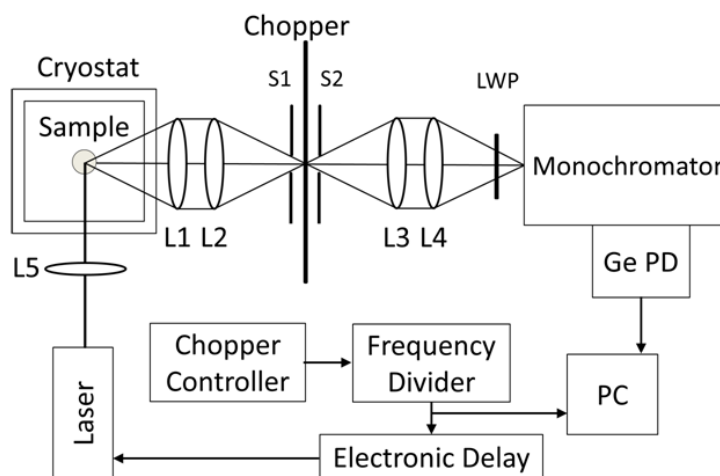 Chopper
Cryostat
S1
S2
LWP
Sample
Monochromator
L1
L2
L3
L4
L5
Ge PD
Chopper
Controller
Frequency
Divider
PC
Laser
Electronic Delay